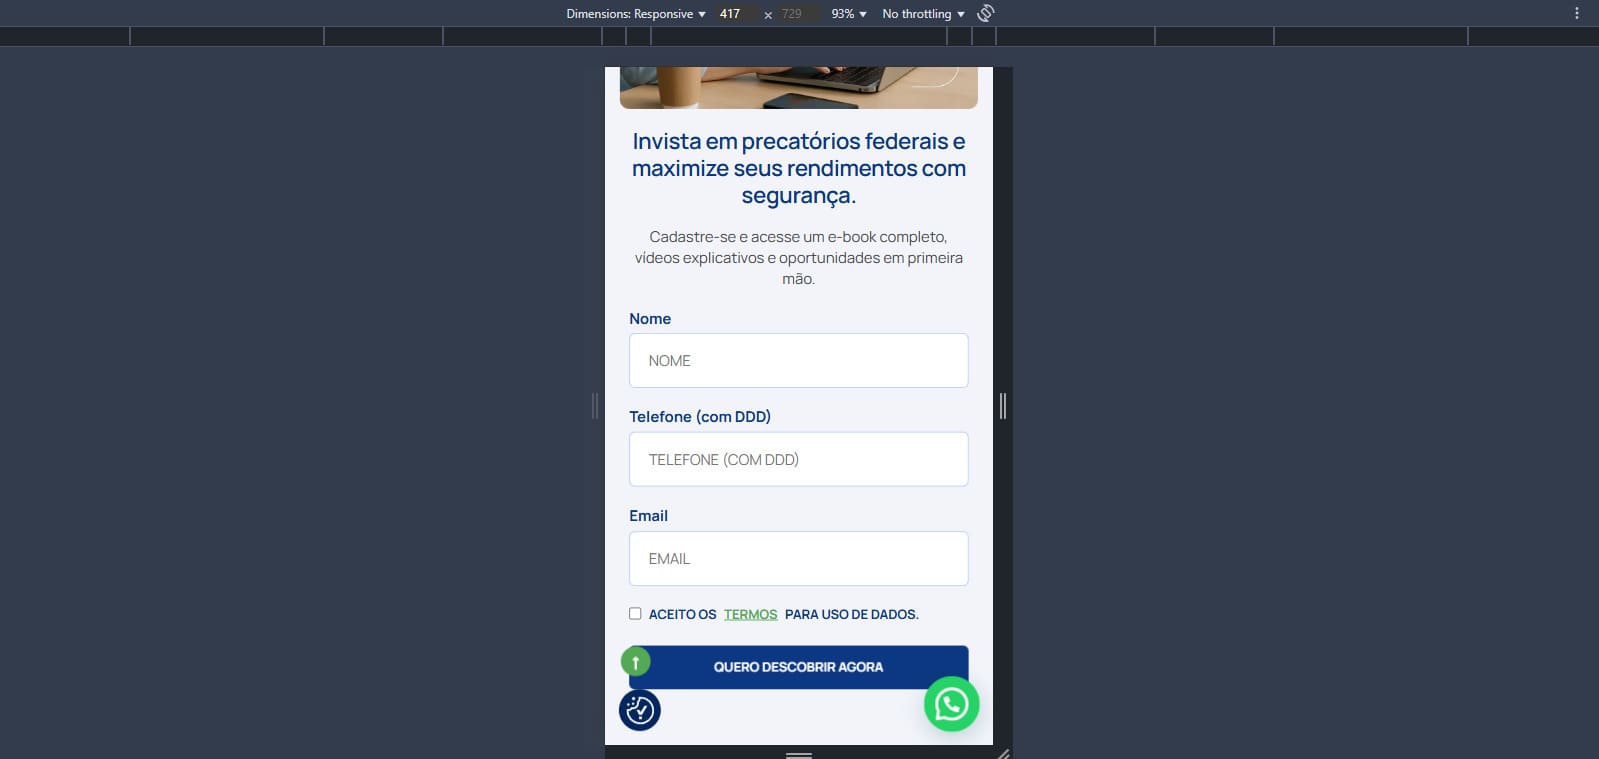 Dimensions: Responsive 417 x 729 93% No throttling
Invista em precatórios federais e
maximize seus rendimentos com
segurança.
Cadastre-se e acesse um e-book completo,
vídeos explicativos e oportunidades em primeira
mão.
Nome
NOME
Telefone (com DDD)
TELEFONE (COM DDD)
Email
EMAIL
ACEITO OS TERMOS PARA USO DE DADOS.
QUERO DESCOBRIR AGORA